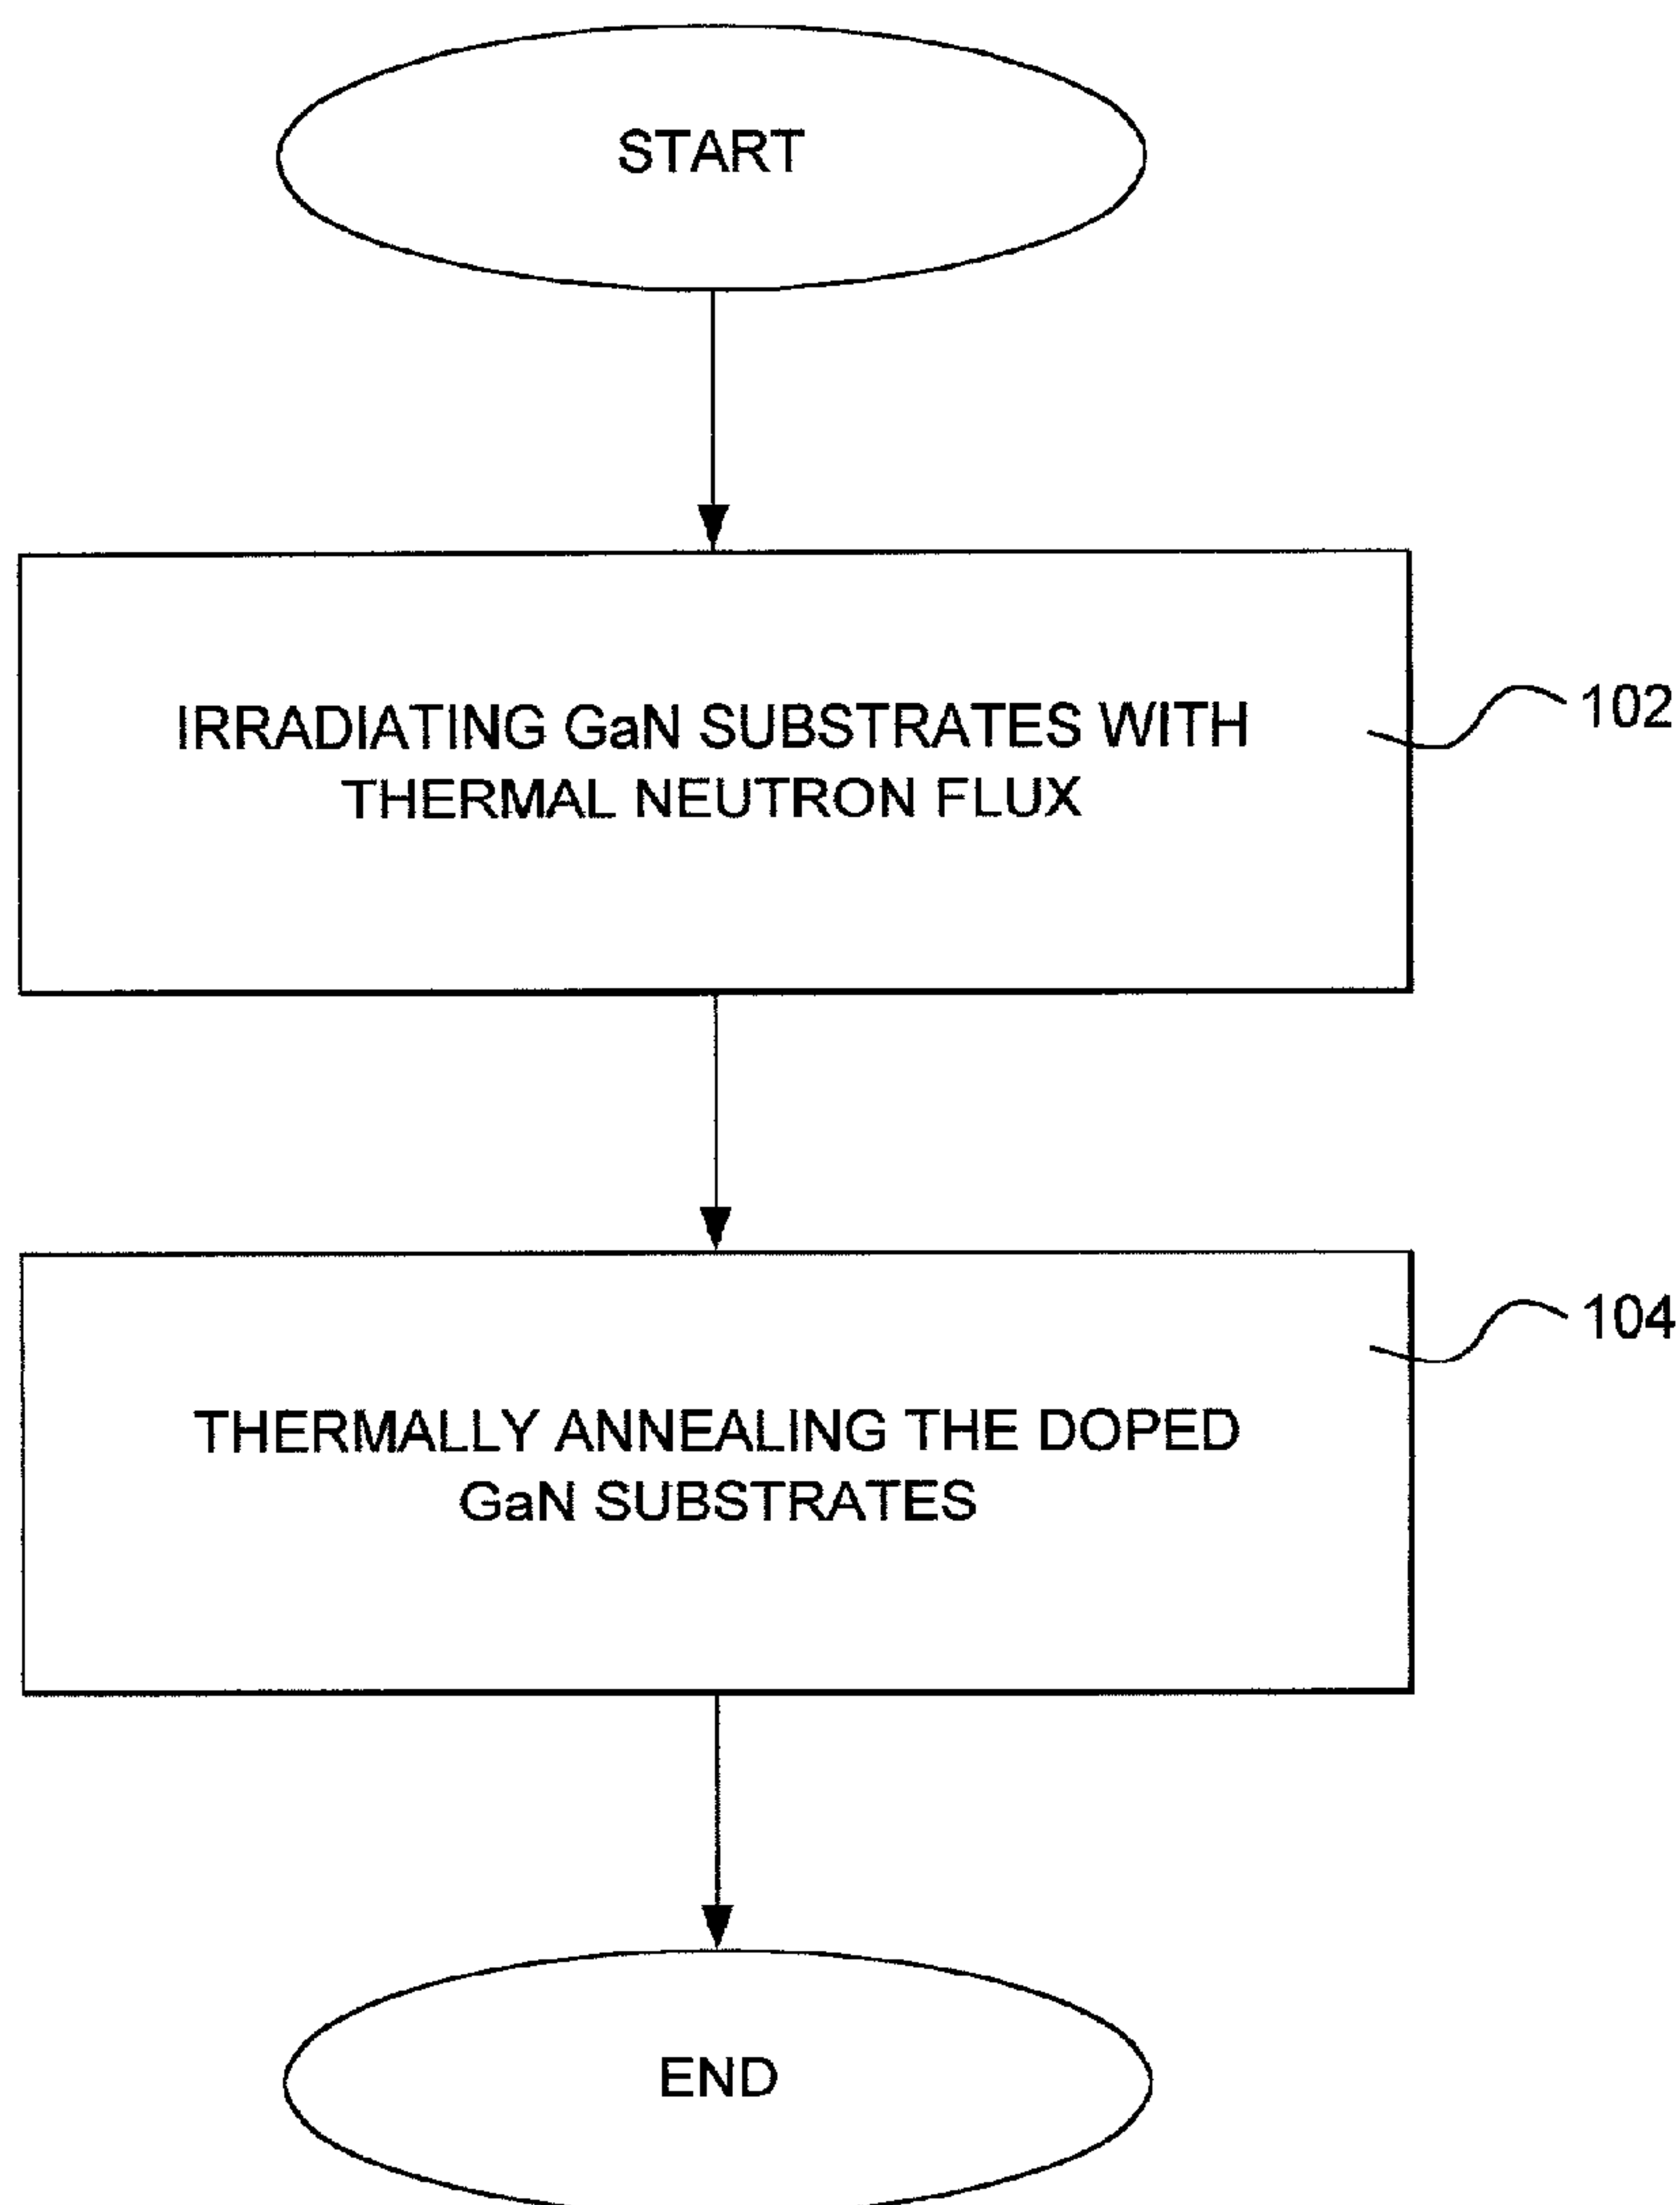 START
IRRADIATING GaN SUBSTRATES WITH
THERMAL NEUTRON FLUX
102
THERMALLY ANNEALING THE DOPED
GaN SUBSTRATES
104
END